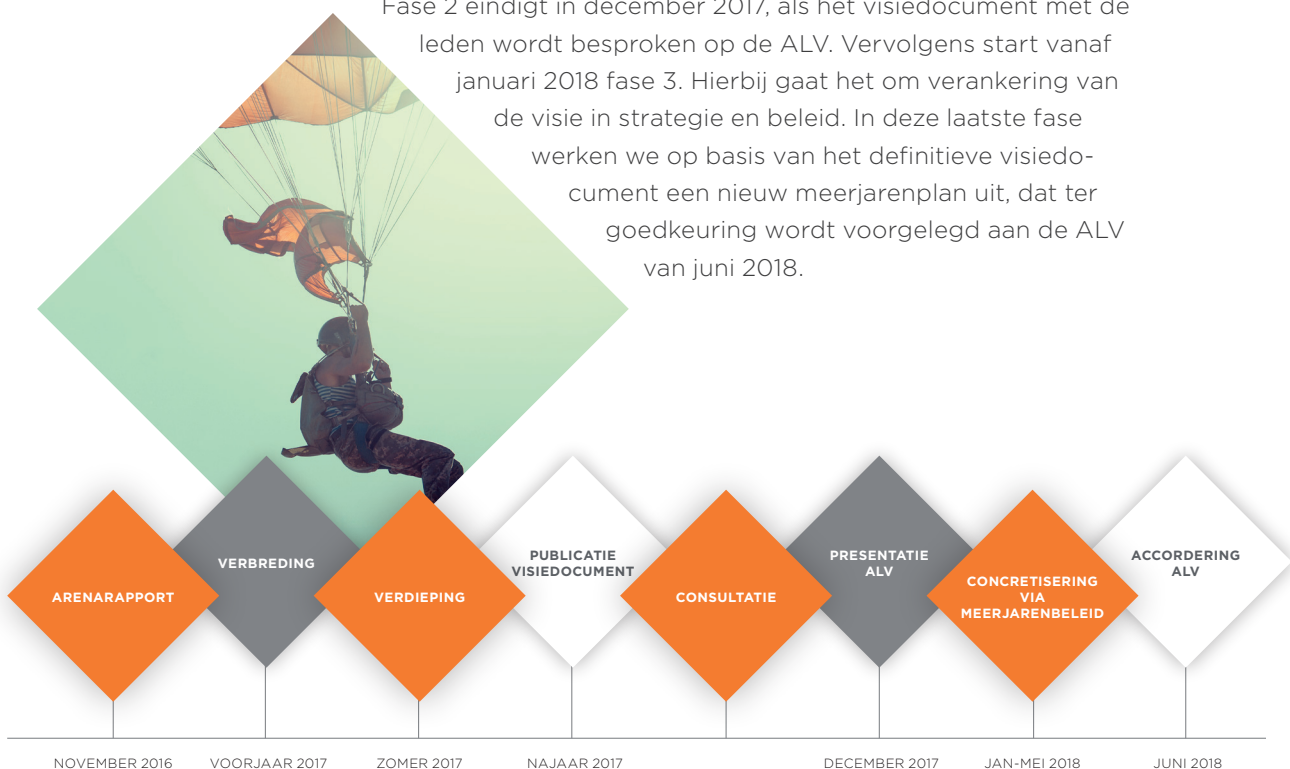 Fase 2 eindigt in december 2017, als het visiedocument met de
leden wordt besproken op de ALV. Vervolgens start vanaf
januari 2018 fase 3. Hierbij gaat het om verankering van
de visie in strategie en beleid. In deze laatste fase
werken we op basis van het definitieve visiedo-
cument een nieuw meerjarenplan uit, dat ter
goedkeuring wordt voorgelegd aan de ALV
van juni 2018.
ARENARAPPORT
VERBREDING
VERDIEPING
PUBLICATIE
VISIEDOCUMENT
CONSULTATIE
PRESENTATIE
ALV
CONCRETISERING
VIA
MEERJARENBELEID
ACCORDERING
ALV
NOVEMBER 2016
VOORJAAR 2017
ZOMER 2017
NAJAAR 2017
DECEMBER 2017
JAN-MEI 2018
JUNI 2018